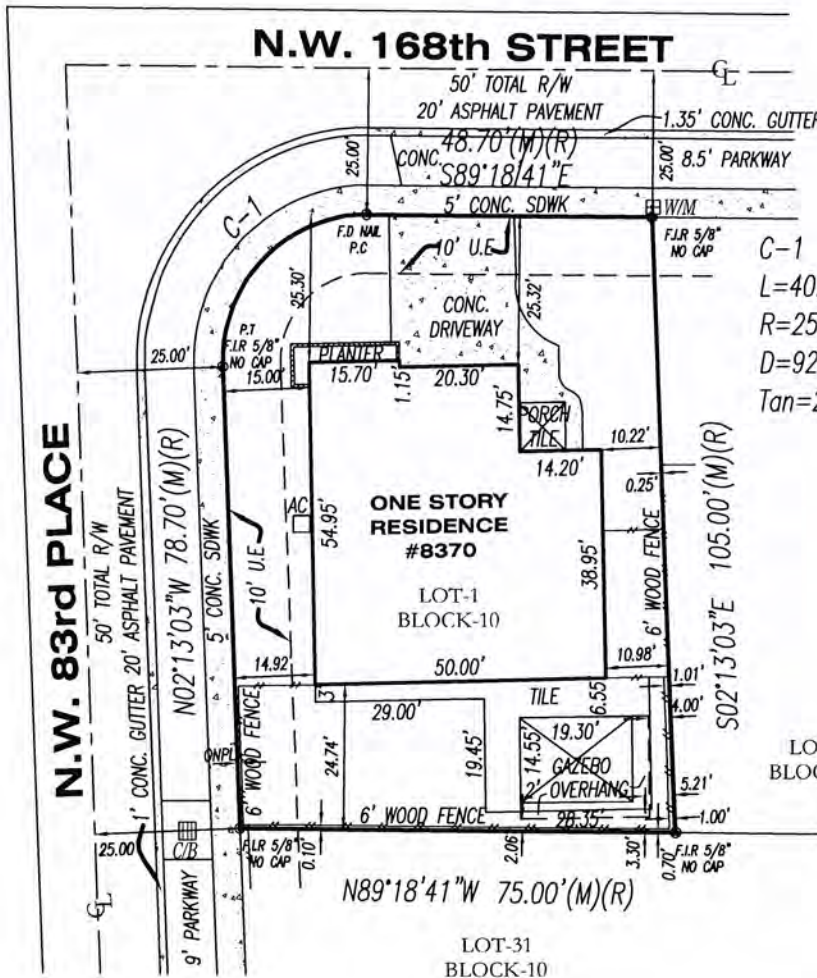 N.W. 168th STREET
C̵L
50' TOTAL R/W
20' ASPHALT PAVEMENT
1.35' CONC. GUTTER
48.70'(M)(R)
CONC.
S89°18'41"E
25.00'
25.00'
8.5' PARKWAY
C-1
5' CONC. SDWK
W/M
F.D NAIL
P.C
10' U.E
F.I.R 5/8"
NO CAP
C-1
L=40
R=25
D=92
Tan=2
25.30'
25.32'
CONC.
DRIVEWAY
P.T
F.I.R 5/8"
NO CAP
25.00'
15.00'
PLANTER
15.70'
1.15'
20.30'
14.75'
PORCH
TILE
14.20'
10.22'
0.25'
N.W. 83rd PLACE
50' TOTAL R/W
1' CONC. GUTTER 20' ASPHALT PAVEMENT
N02°13'03"W 78.70'(M)(R)
5' CONC. SDWK
10' U.E
AC
54.95'
ONE STORY
RESIDENCE
#8370
LOT-1
BLOCK-10
38.95'
6' WOOD FENCE
S02°13'03"E 105.00'(M)(R)
14.92
50.00'
10.98'
3'
TILE
6.55
1.01'
4.00'
29.00'
19.30'
6' WOOD FENCE
ONPL
24.74'
19.45'
14.55'
GAZEBO
2' OVERHANG
5.21'
6' WOOD FENCE
28.35'
1.00'
25.00
C/B
F.I.R 5/8"
NO CAP
0.10'
2.06'
3.30'
0.70'
F.I.R 5/8"
NO CAP
CL
9' PARKWAY
N89°18'41"W 75.00'(M)(R)
LO
BLOC
LOT-31
BLOCK-10